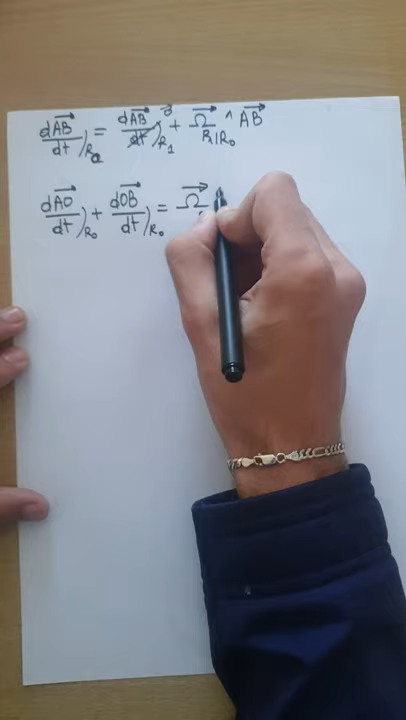 dAB/dt)R₀ = dAB/dt)R₁ + Ω R₁/R₀ ^ AB
dAO/dt)R₀ + dOB/dt)R₀ = Ω